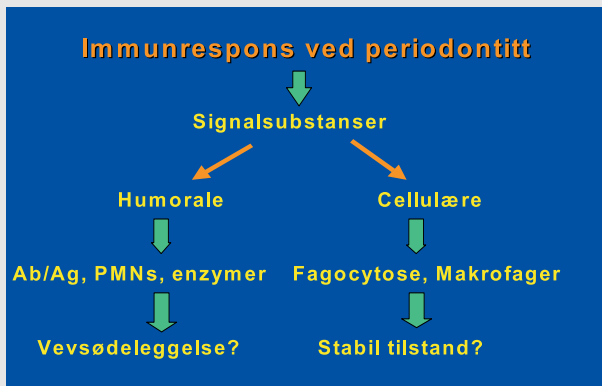 Immunrespons ved periodontitt
Signalsubstanser
Humorale
Cellulære
Ab/Ag, PMNs, enzymer
Fagocytose, Makrofager
Vevsødeleggelse?
Stabil tilstand?